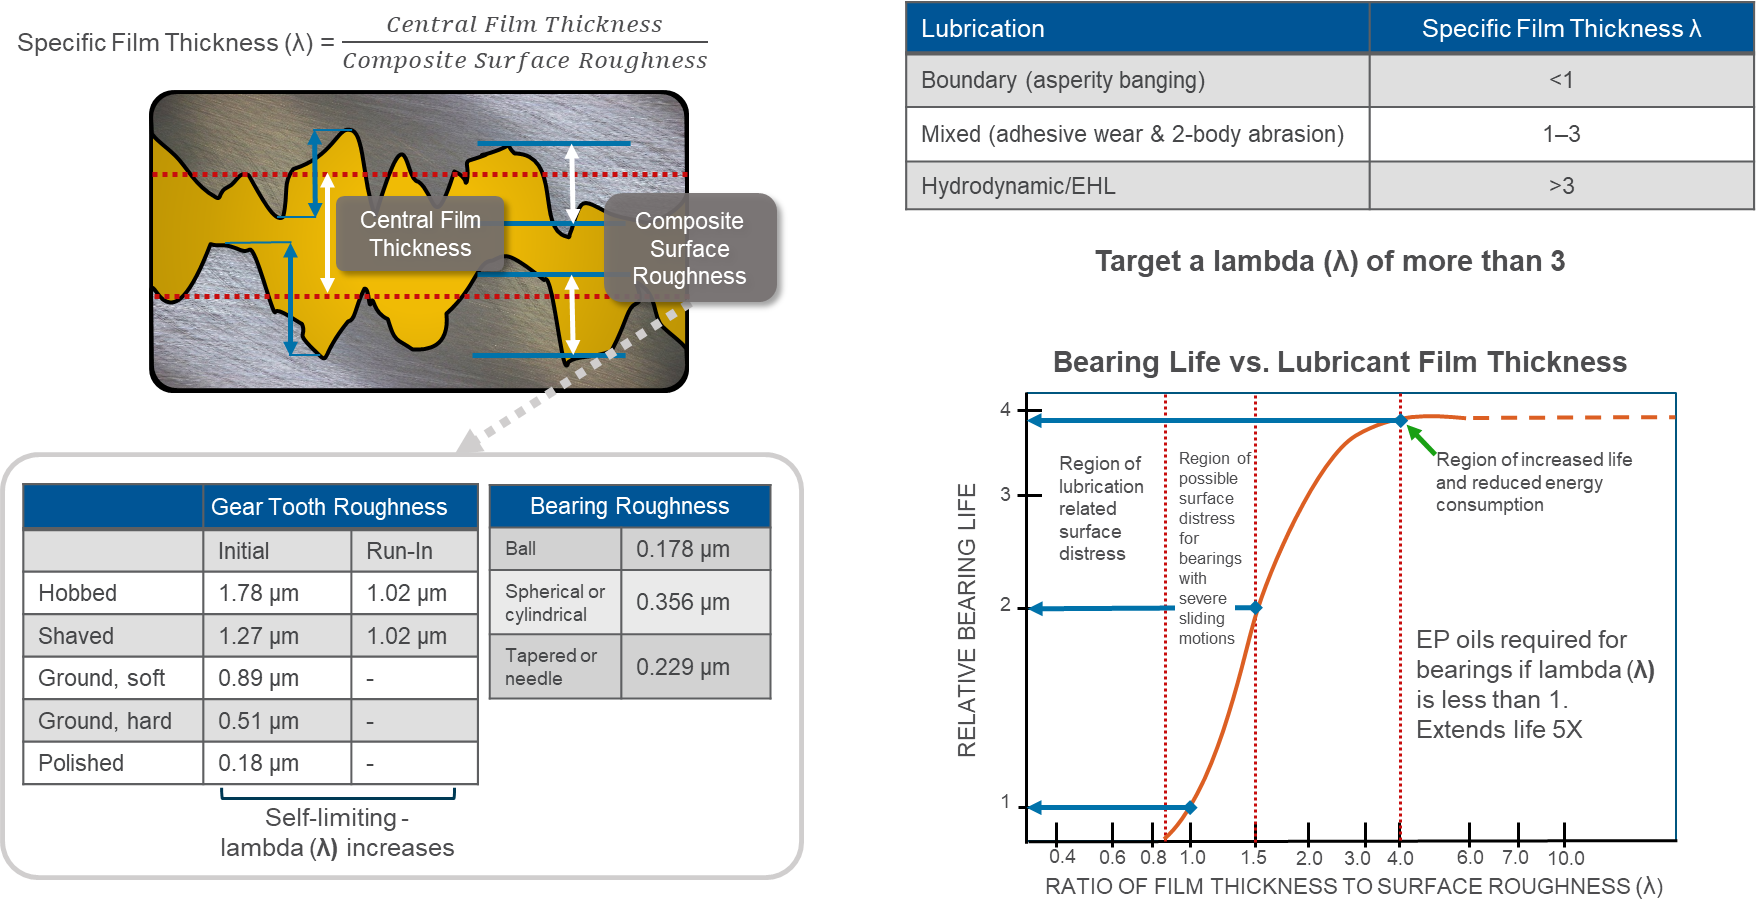 Specific Film Thickness (λ) = Central Film Thickness / Composite Surface Roughness
Central Film
Thickness
Composite
Surface
Roughness
Gear Tooth Roughness
Initial Run-In
Hobbed 1.78 µm 1.02 µm
Shaved 1.27 µm 1.02 µm
Ground, soft 0.89 µm -
Ground, hard 0.51 µm -
Polished 0.18 µm -
Self-limiting -
lambda (λ) increases
Bearing Roughness
Ball 0.178 µm
Spherical or
cylindrical
0.356 µm
Tapered or
needle
0.229 µm
Lubrication Specific Film Thickness λ
Boundary (asperity banging) <1
Mixed (adhesive wear & 2-body abrasion) 1–3
Hydrodynamic/EHL >3
Target a lambda (λ) of more than 3
Bearing Life vs. Lubricant Film Thickness
RELATIVE BEARING LIFE
4
3
2
1
Region of
lubrication
related
surface
distress
Region of
possible
surface
distress
for
bearings
with
severe
sliding
motions
Region of increased life
and reduced energy
consumption
EP oils required for
bearings if lambda (λ)
is less than 1.
Extends life 5X
0.4 0.6 0.8 1.0 1.5 2.0 3.0 4.0 6.0 7.0 10.0
RATIO OF FILM THICKNESS TO SURFACE ROUGHNESS (λ)